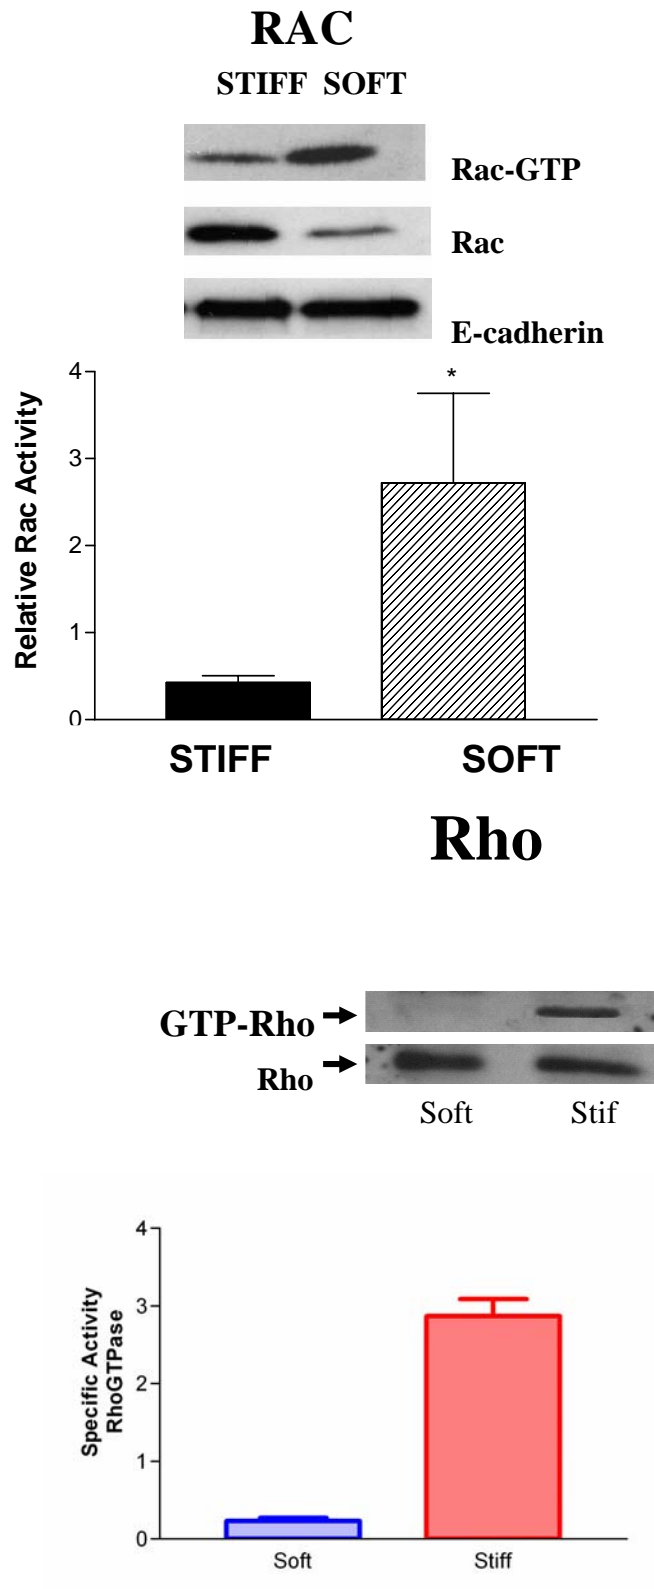 RAC
STIFF SOFT
Rac-GTP
Rac
E-cadherin
*
4
3
2
1
0
Relative Rac Activity
STIFF SOFT
Rho
GTP-Rho
Rho
Soft Stif
4
3
2
1
0
Specific Activity
RhoGTPase
Soft Stiff